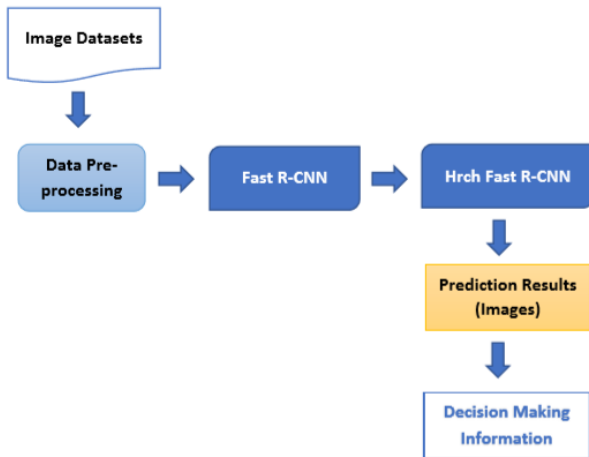 Image Datasets
Data Pre-
processing
Fast R-CNN
Hrch Fast R-CNN
Prediction Results
(Images)
Decision Making
Information